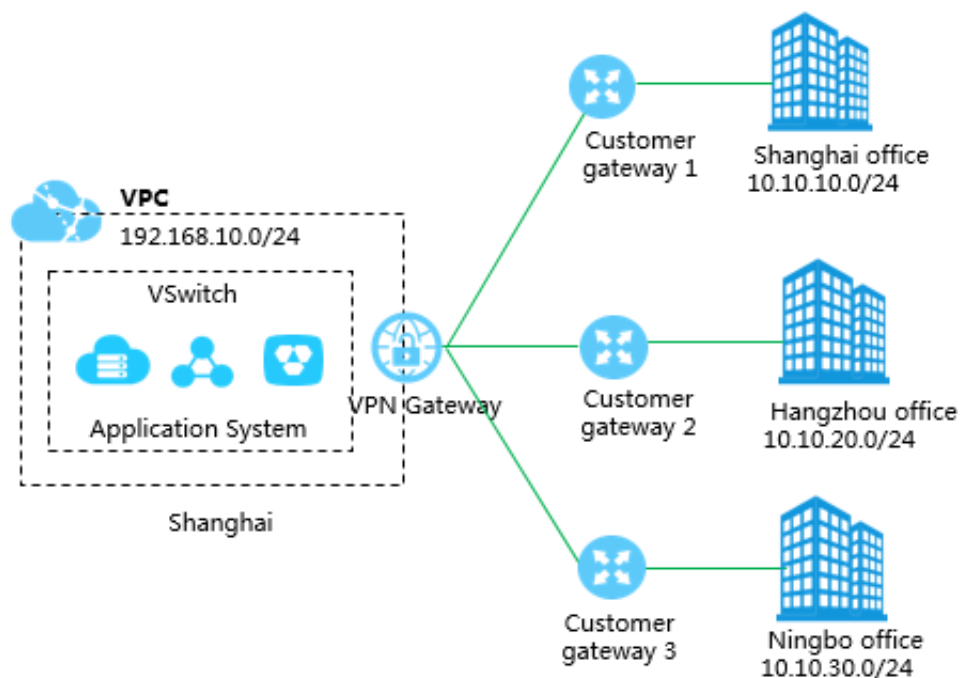 VPC
192.168.10.0/24
VSwitch
Application System
VPN Gateway
Shanghai
Customer
gateway 1
Shanghai office
10.10.10.0/24
Customer
gateway 2
Hangzhou office
10.10.20.0/24
Customer
gateway 3
Ningbo office
10.10.30.0/24